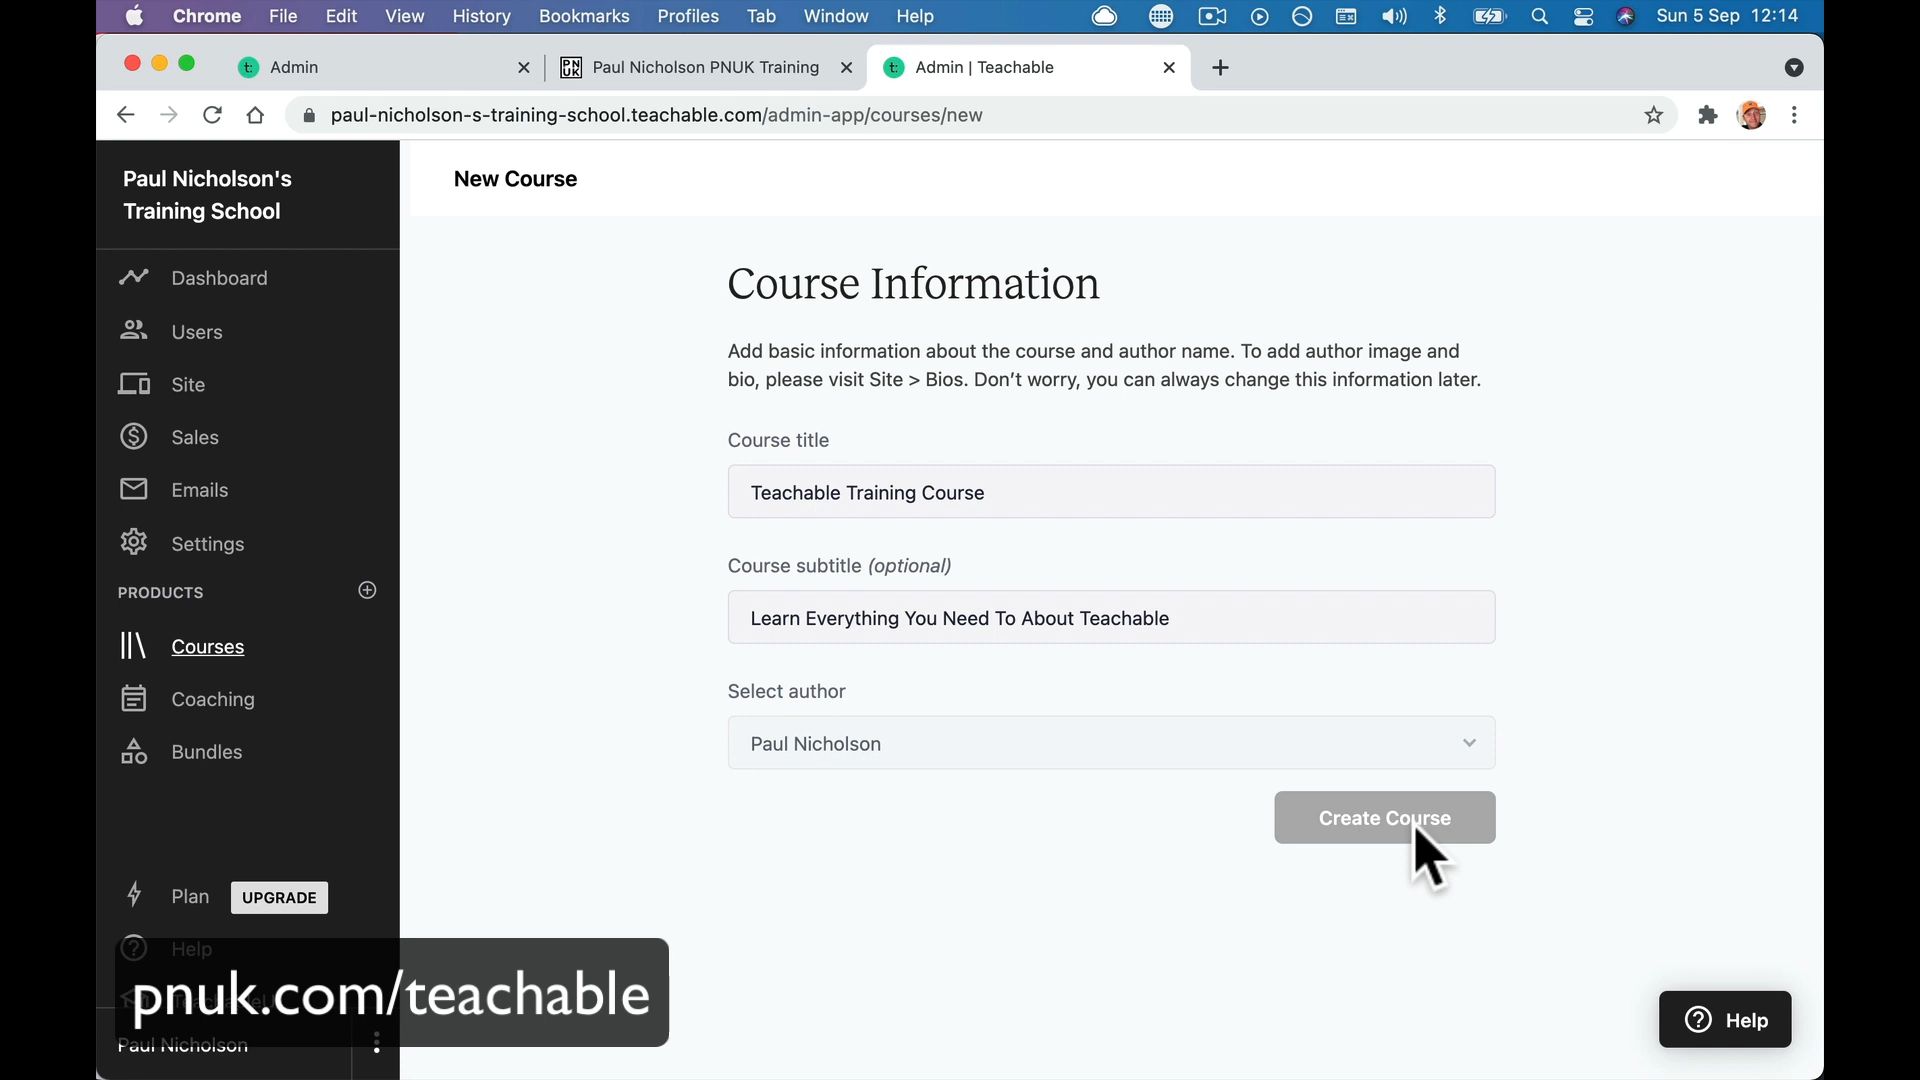 Chrome File Edit View History Bookmarks Profiles Tab Window Help Sun 5 Sep 12:14
Admin
Paul Nicholson PNUK Training
Admin | Teachable
paul-nicholson-s-training-school.teachable.com/admin-app/courses/new
Paul Nicholson's
Training School
Dashboard
Users
Site
Sales
Emails
Settings
PRODUCTS
Courses
Coaching
Bundles
Plan UPGRADE
Help
Paul Nicholson
New Course
Course Information
Add basic information about the course and author name. To add author image and
bio, please visit Site > Bios. Don't worry, you can always change this information later.
Course title
Teachable Training Course
Course subtitle (optional)
Learn Everything You Need To About Teachable
Select author
Paul Nicholson
Create Course
pnuk.com/teachable
Help